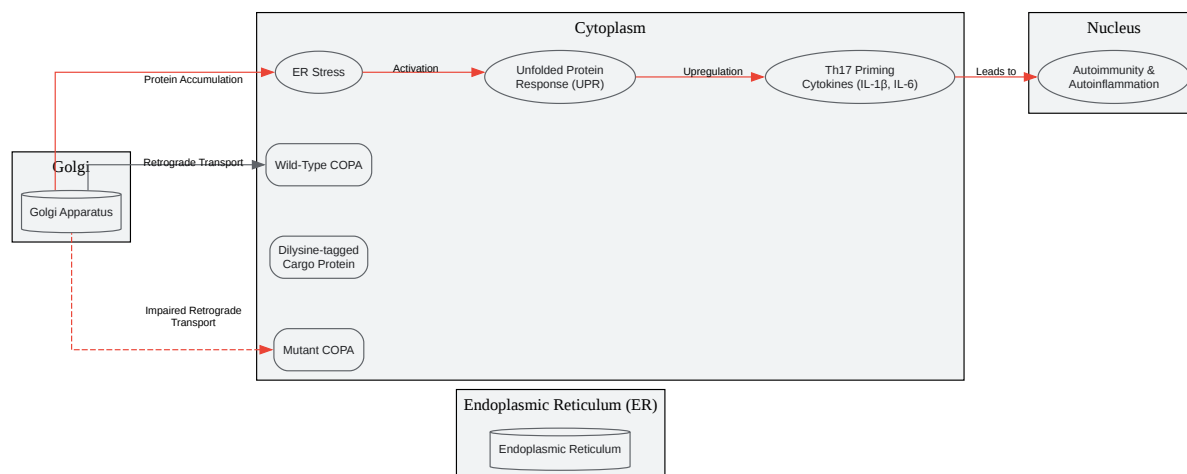 Cytoplasm
Nucleus
Protein Accumulation
ER Stress
Activation
Unfolded Protein
Response (UPR)
Upregulation
Th17 Priming
Cytokines (IL-1β, IL-6)
Leads to
Autoimmunity &
Autoinflammation
Golgi
Retrograde Transport
Wild-Type COPA
Golgi Apparatus
Dilysine-tagged
Cargo Protein
Impaired Retrograde
Transport
Mutant COPA
Endoplasmic Reticulum (ER)
Endoplasmic Reticulum